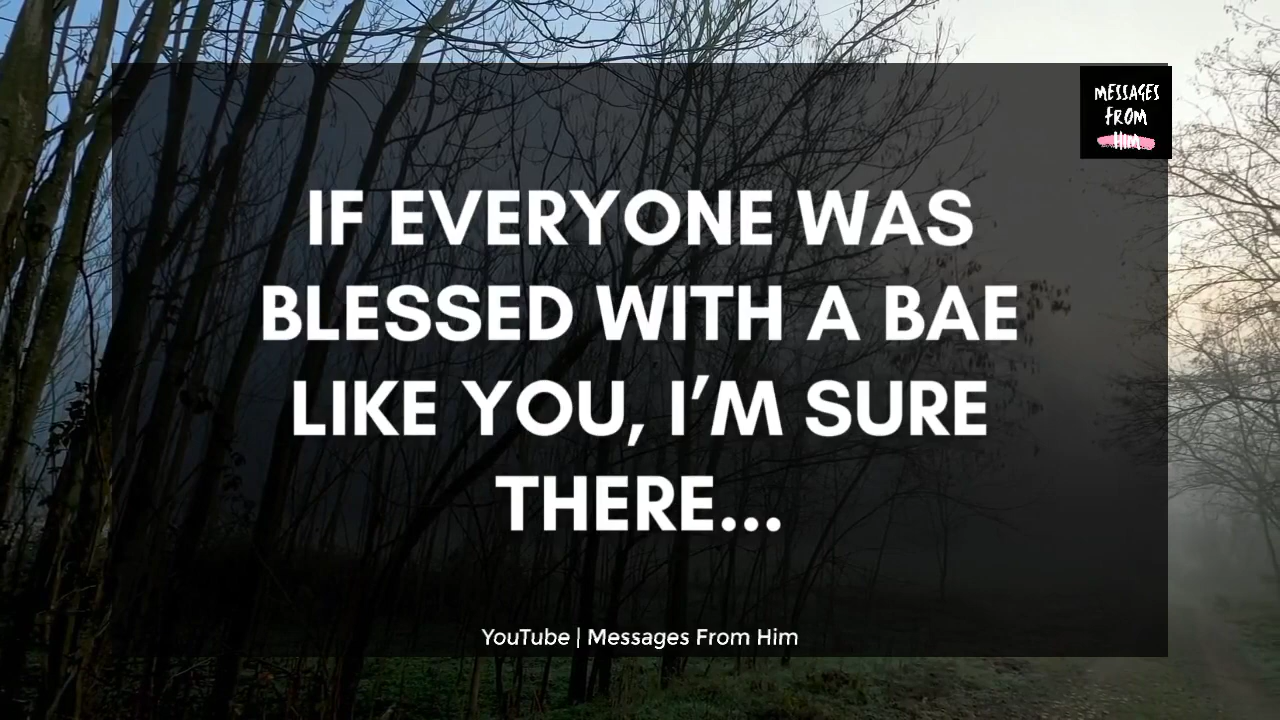 MESSAGES
FROM
HIM
IF EVERYONE WAS
BLESSED WITH A BAE
LIKE YOU, I'M SURE
THERE...
YouTube | Messages From Him